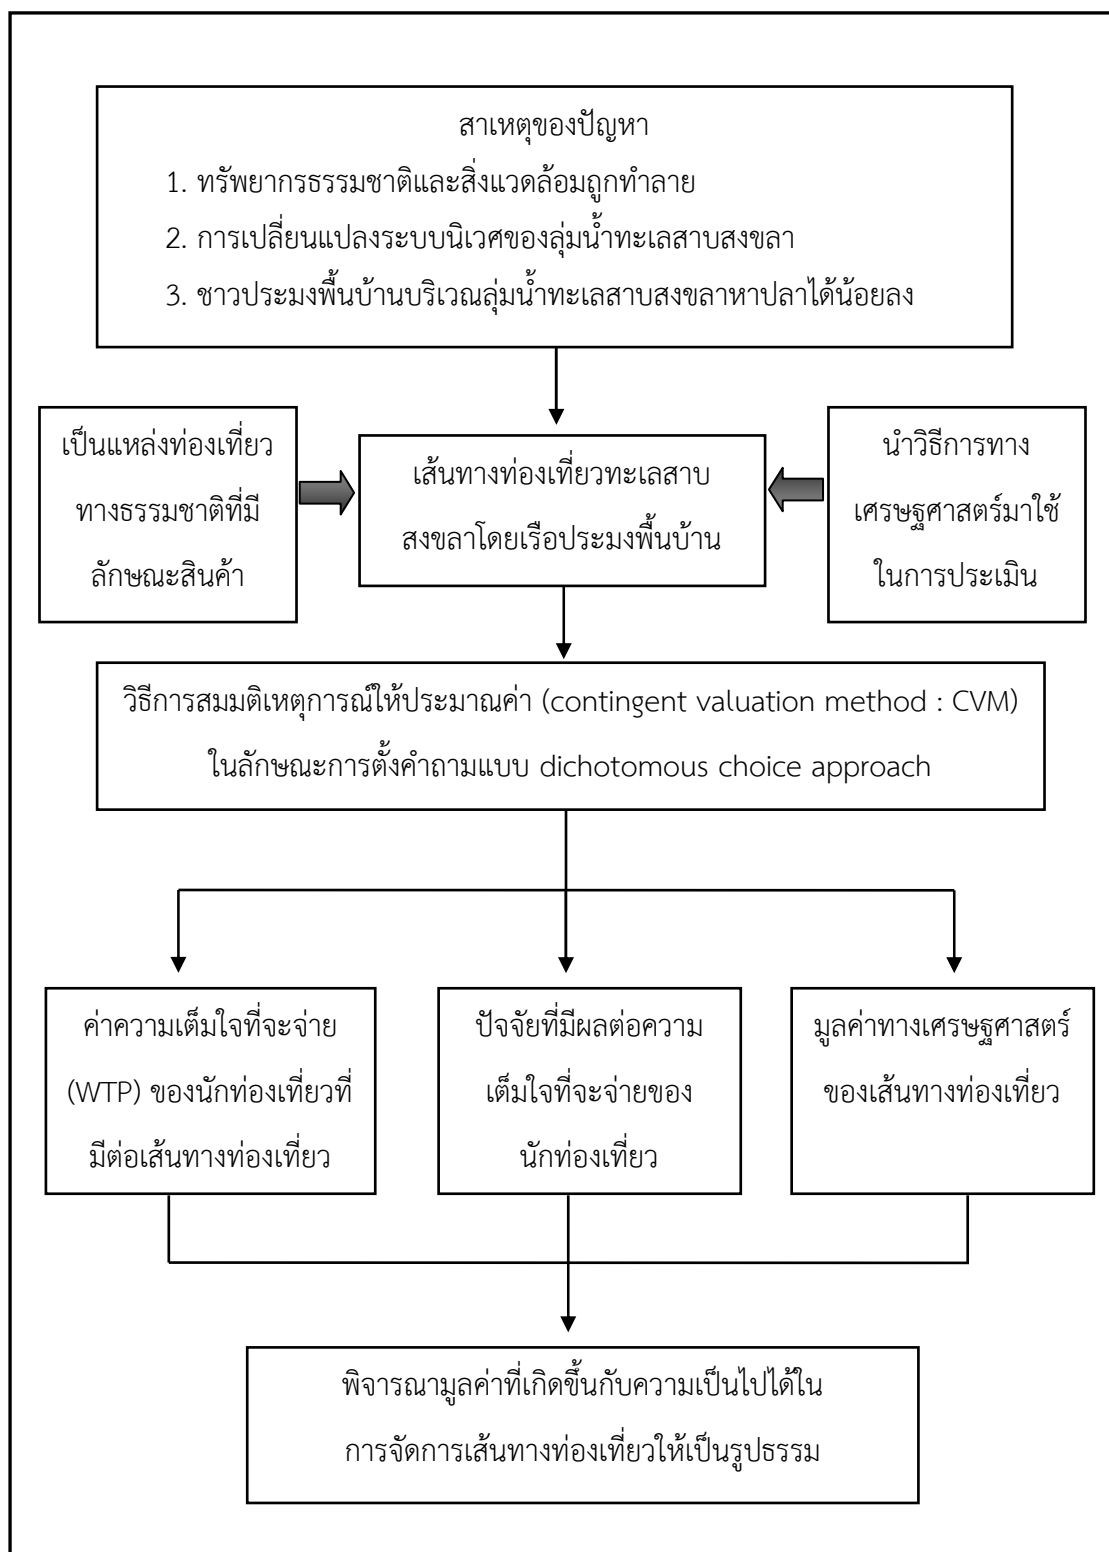 สาเหตุของปัญหา
1. ทรัพยากรธรรมชาติและสิ่งแวดล้อมถูกทำลาย
2. การเปลี่ยนแปลงระบบนิเวศของลุ่มน้ำทะเลสาบสงขลา
3. ชาวประมงพื้นบ้านบริเวณลุ่มน้ำทะเลสาบสงขลาหาปลาได้น้อยลง
เป็นแหล่งท่องเที่ยว
ทางธรรมชาติที่มี
ลักษณะสินค้า
เส้นทางท่องเที่ยวทะเลสาบ
สงขลาโดยเรือประมงพื้นบ้าน
นำวิธีการทาง
เศรษฐศาสตร์มาใช้
ในการประเมิน
วิธีการสมมติเหตุการณ์ให้ประมาณค่า (contingent valuation method : CVM)
ในลักษณะการตั้งคำถามแบบ dichotomous choice approach
ค่าความเต็มใจที่จะจ่าย
(WTP) ของนักท่องเที่ยวที่
มีต่อเส้นทางท่องเที่ยว
ปัจจัยที่มีผลต่อความ
เต็มใจที่จะจ่ายของ
นักท่องเที่ยว
มูลค่าทางเศรษฐศาสตร์
ของเส้นทางท่องเที่ยว
พิจารณามูลค่าที่เกิดขึ้นกับความเป็นไปได้ใน
การจัดการเส้นทางท่องเที่ยวให้เป็นรูปธรรม